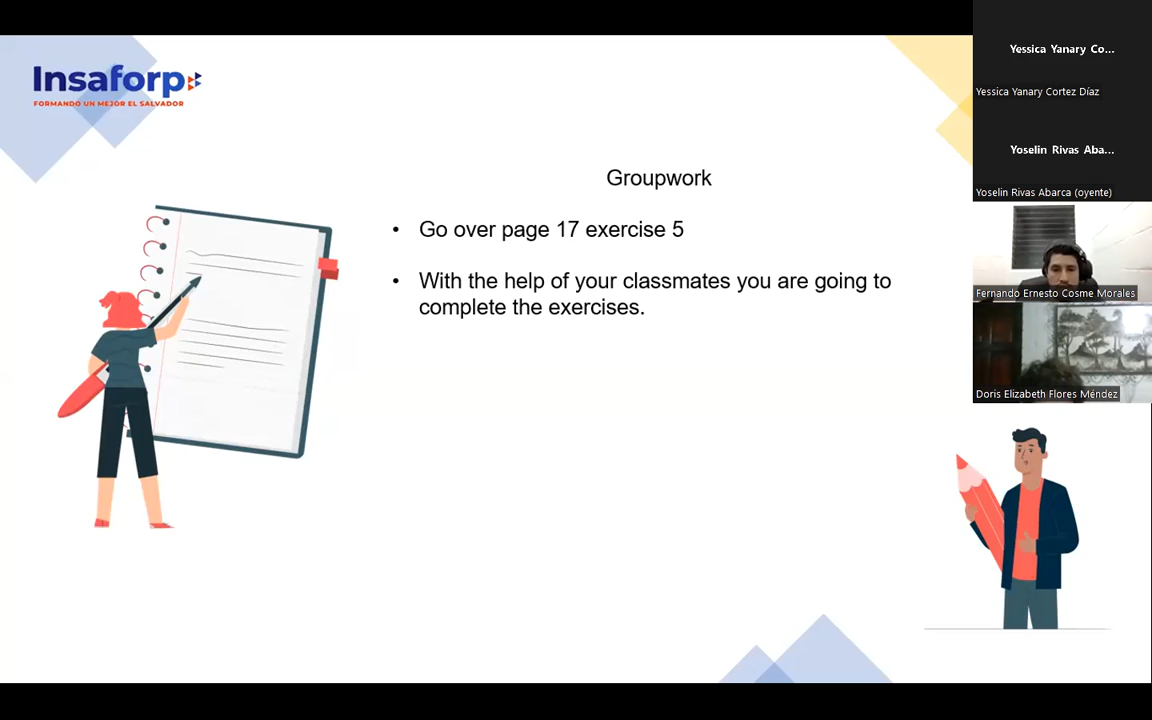 Insaforp
FORMANDO UN MEJOR EL SALVADOR
Groupwork
• Go over page 17 exercise 5
• With the help of your classmates you are going to
complete the exercises.
Yessica Yanary Co...
Yessica Yanary Cortez Díaz
Yoselin Rivas Aba...
Yoselin Rivas Abarca (oyente)
Fernando Ernesto Cosme Morales
Doris Elizabeth Flores Méndez